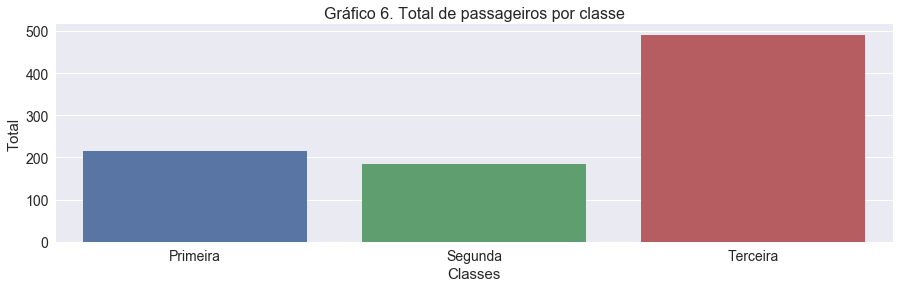 Gráfico 6. Total de passageiros por classe
500
400
300
200
100
0
Total
Primeira
Segunda
Terceira
Classes